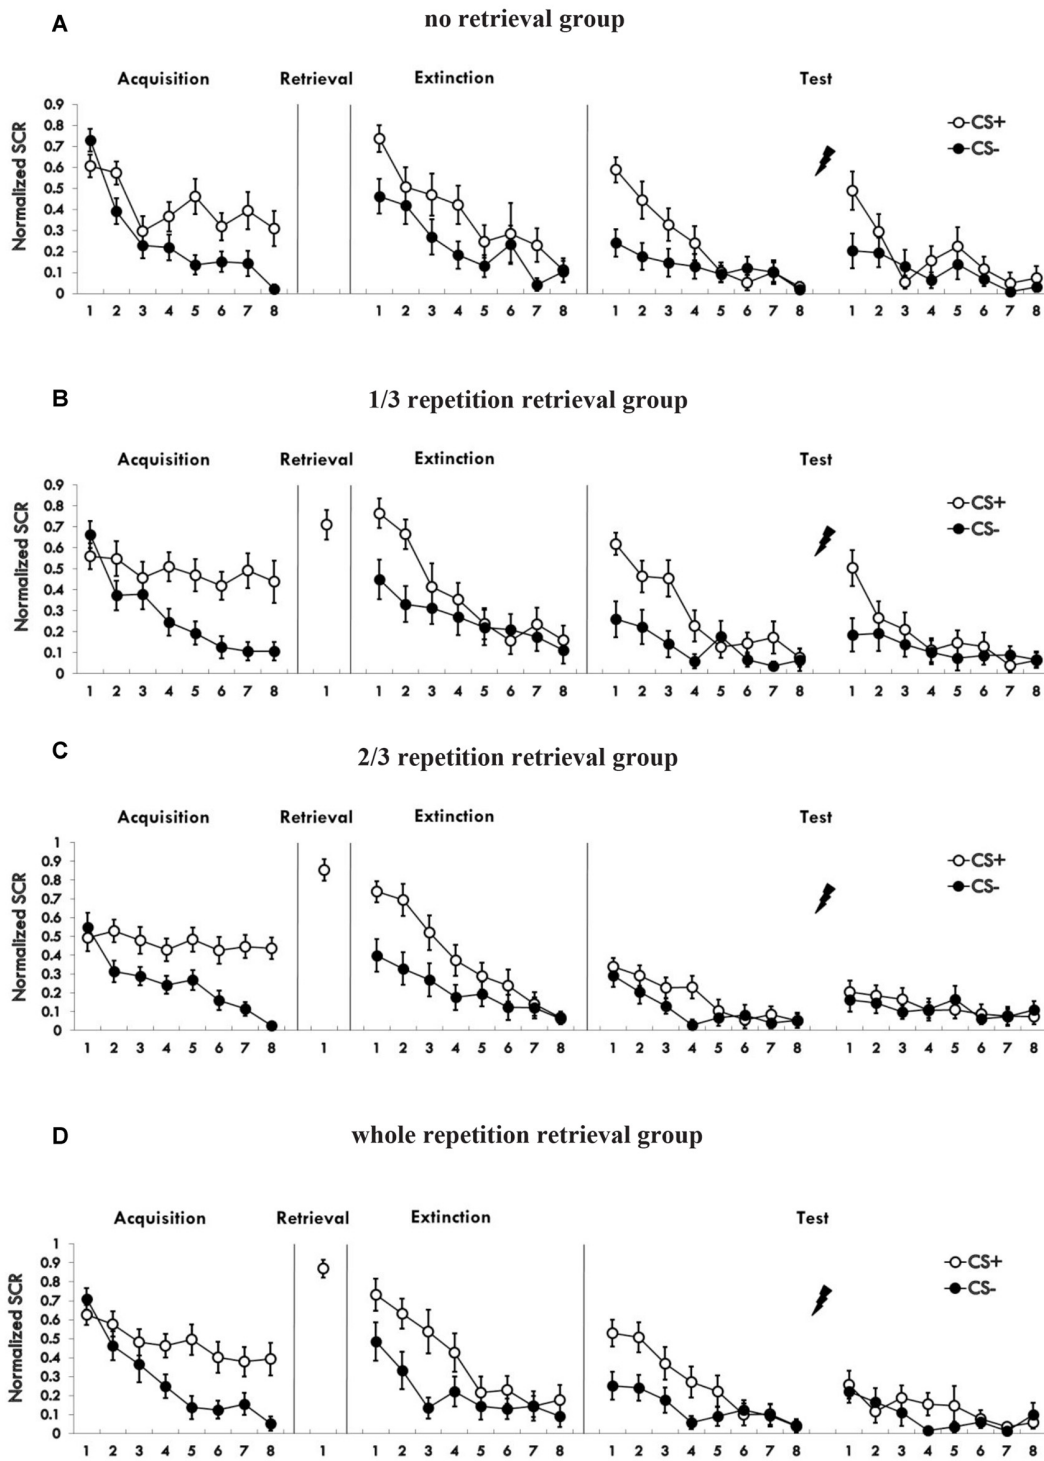 A
no retrieval group
Acquisition Retrieval Extinction Test
Normalized SCR
0.9
0.8
0.7
0.6
0.5
0.4
0.3
0.2
0.1
0
CS+
CS-
1 2 3 4 5 6 7 8 1 2 3 4 5 6 7 8 1 2 3 4 5 6 7 8 1 2 3 4 5 6 7 8
B
1/3 repetition retrieval group
Acquisition Retrieval Extinction Test
Normalized SCR
0.9
0.8
0.7
0.6
0.5
0.4
0.3
0.2
0.1
0
CS+
CS-
1 2 3 4 5 6 7 8 1 1 2 3 4 5 6 7 8 1 2 3 4 5 6 7 8 1 2 3 4 5 6 7 8
C
2/3 repetition retrieval group
Acquisition Retrieval Extinction Test
Normalized SCR
1
0.9
0.8
0.7
0.6
0.5
0.4
0.3
0.2
0.1
0
CS+
CS-
1 2 3 4 5 6 7 8 1 1 2 3 4 5 6 7 8 1 2 3 4 5 6 7 8 1 2 3 4 5 6 7 8
D
whole repetition retrieval group
Acquisition Retrieval Extinction Test
Normalized SCR
1
0.9
0.8
0.7
0.6
0.5
0.4
0.3
0.2
0.1
0
CS+
CS-
1 2 3 4 5 6 7 8 1 1 2 3 4 5 6 7 8 1 2 3 4 5 6 7 8 1 2 3 4 5 6 7 8